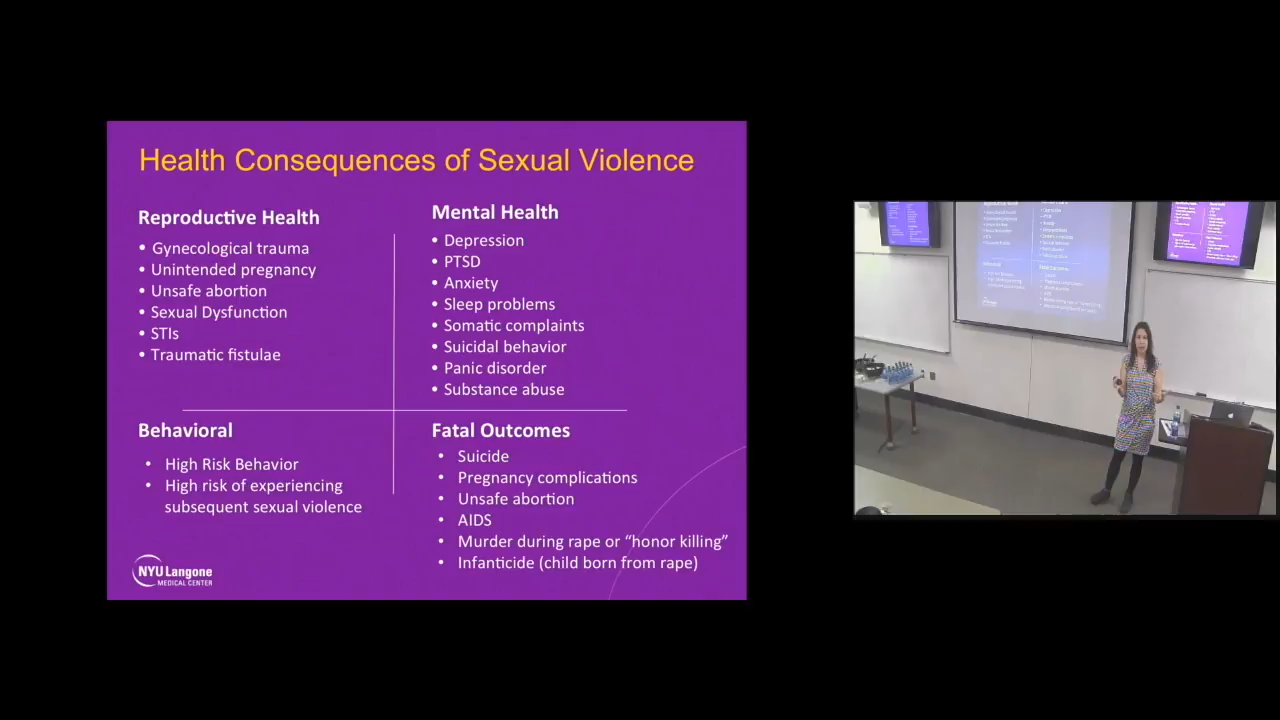 Health Consequences of Sexual Violence
Reproductive Health
• Gynecological trauma
• Unintended pregnancy
• Unsafe abortion
• Sexual Dysfunction
• STIs
• Traumatic fistulae
Mental Health
• Depression
• PTSD
• Anxiety
• Sleep problems
• Somatic complaints
• Suicidal behavior
• Panic disorder
• Substance abuse
Behavioral
• High Risk Behavior
• High risk of experiencing
subsequent sexual violence
Fatal Outcomes
• Suicide
• Pregnancy complications
• Unsafe abortion
• AIDS
• Murder during rape or “honor killing”
• Infanticide (child born from rape)
NYU Langone
MEDICAL CENTER